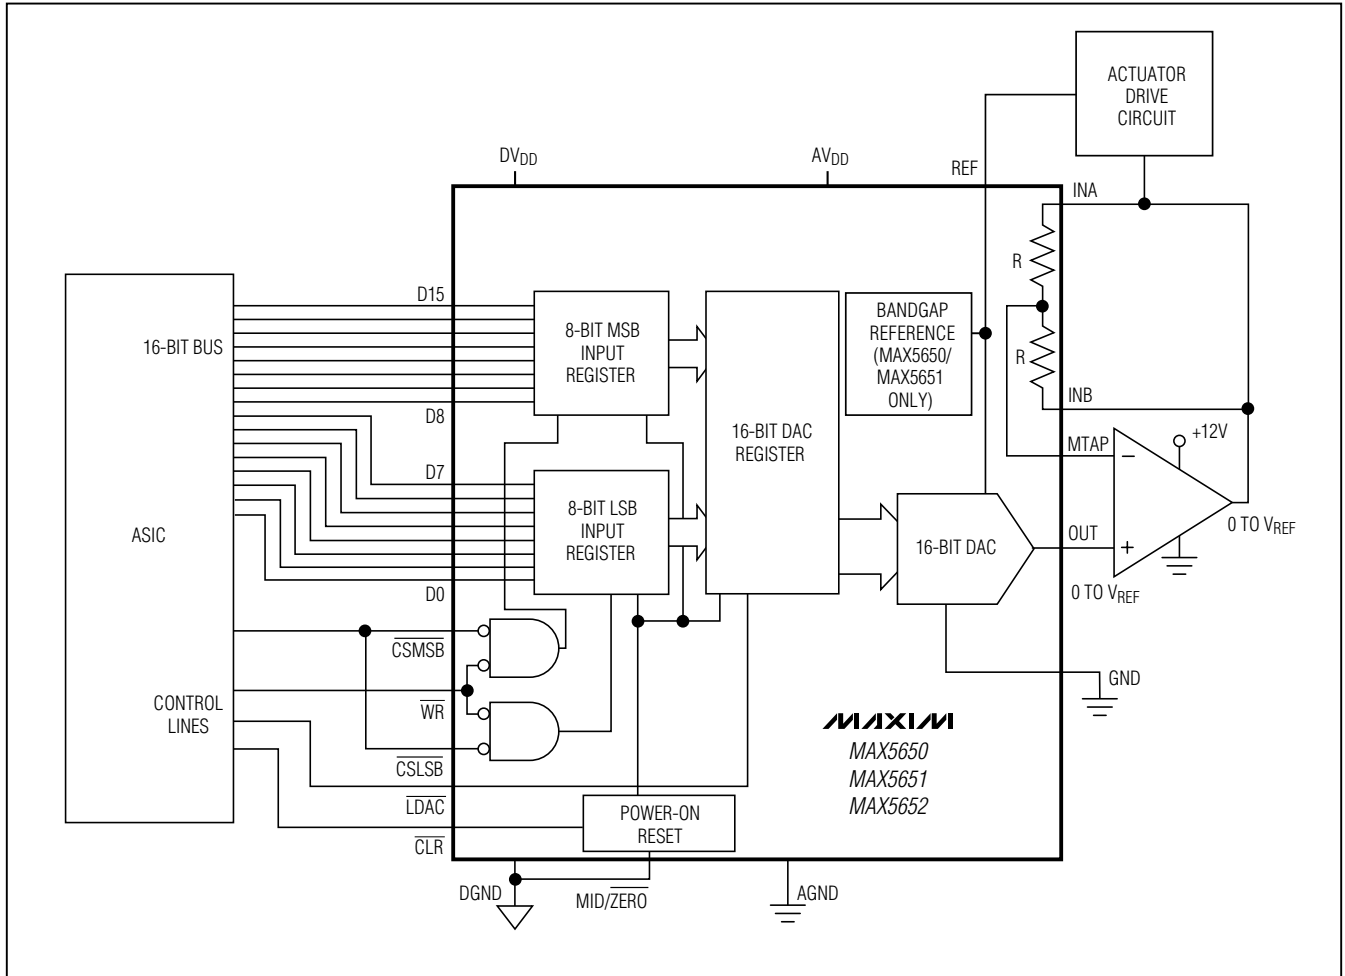 ACTUATOR
DRIVE
CIRCUIT
DVDD
AVDD
REF
INA
R
D15
16-BIT BUS
8-BIT MSB
INPUT
REGISTER
BANDGAP
REFERENCE
(MAX5650/
MAX5651
ONLY)
R
INB
D8
16-BIT DAC
REGISTER
+12V
MTAP
−
D7
8-BIT LSB
INPUT
REGISTER
ASIC
16-BIT DAC
OUT
+
0 TO VREF
0 TO VREF
D0
CSMSB
GND
CONTROL
LINES
WR
MAXIM
MAX5650
MAX5651
MAX5652
CSLSB
LDAC
POWER-ON
RESET
CLR
DGND
MID/ZERO
AGND